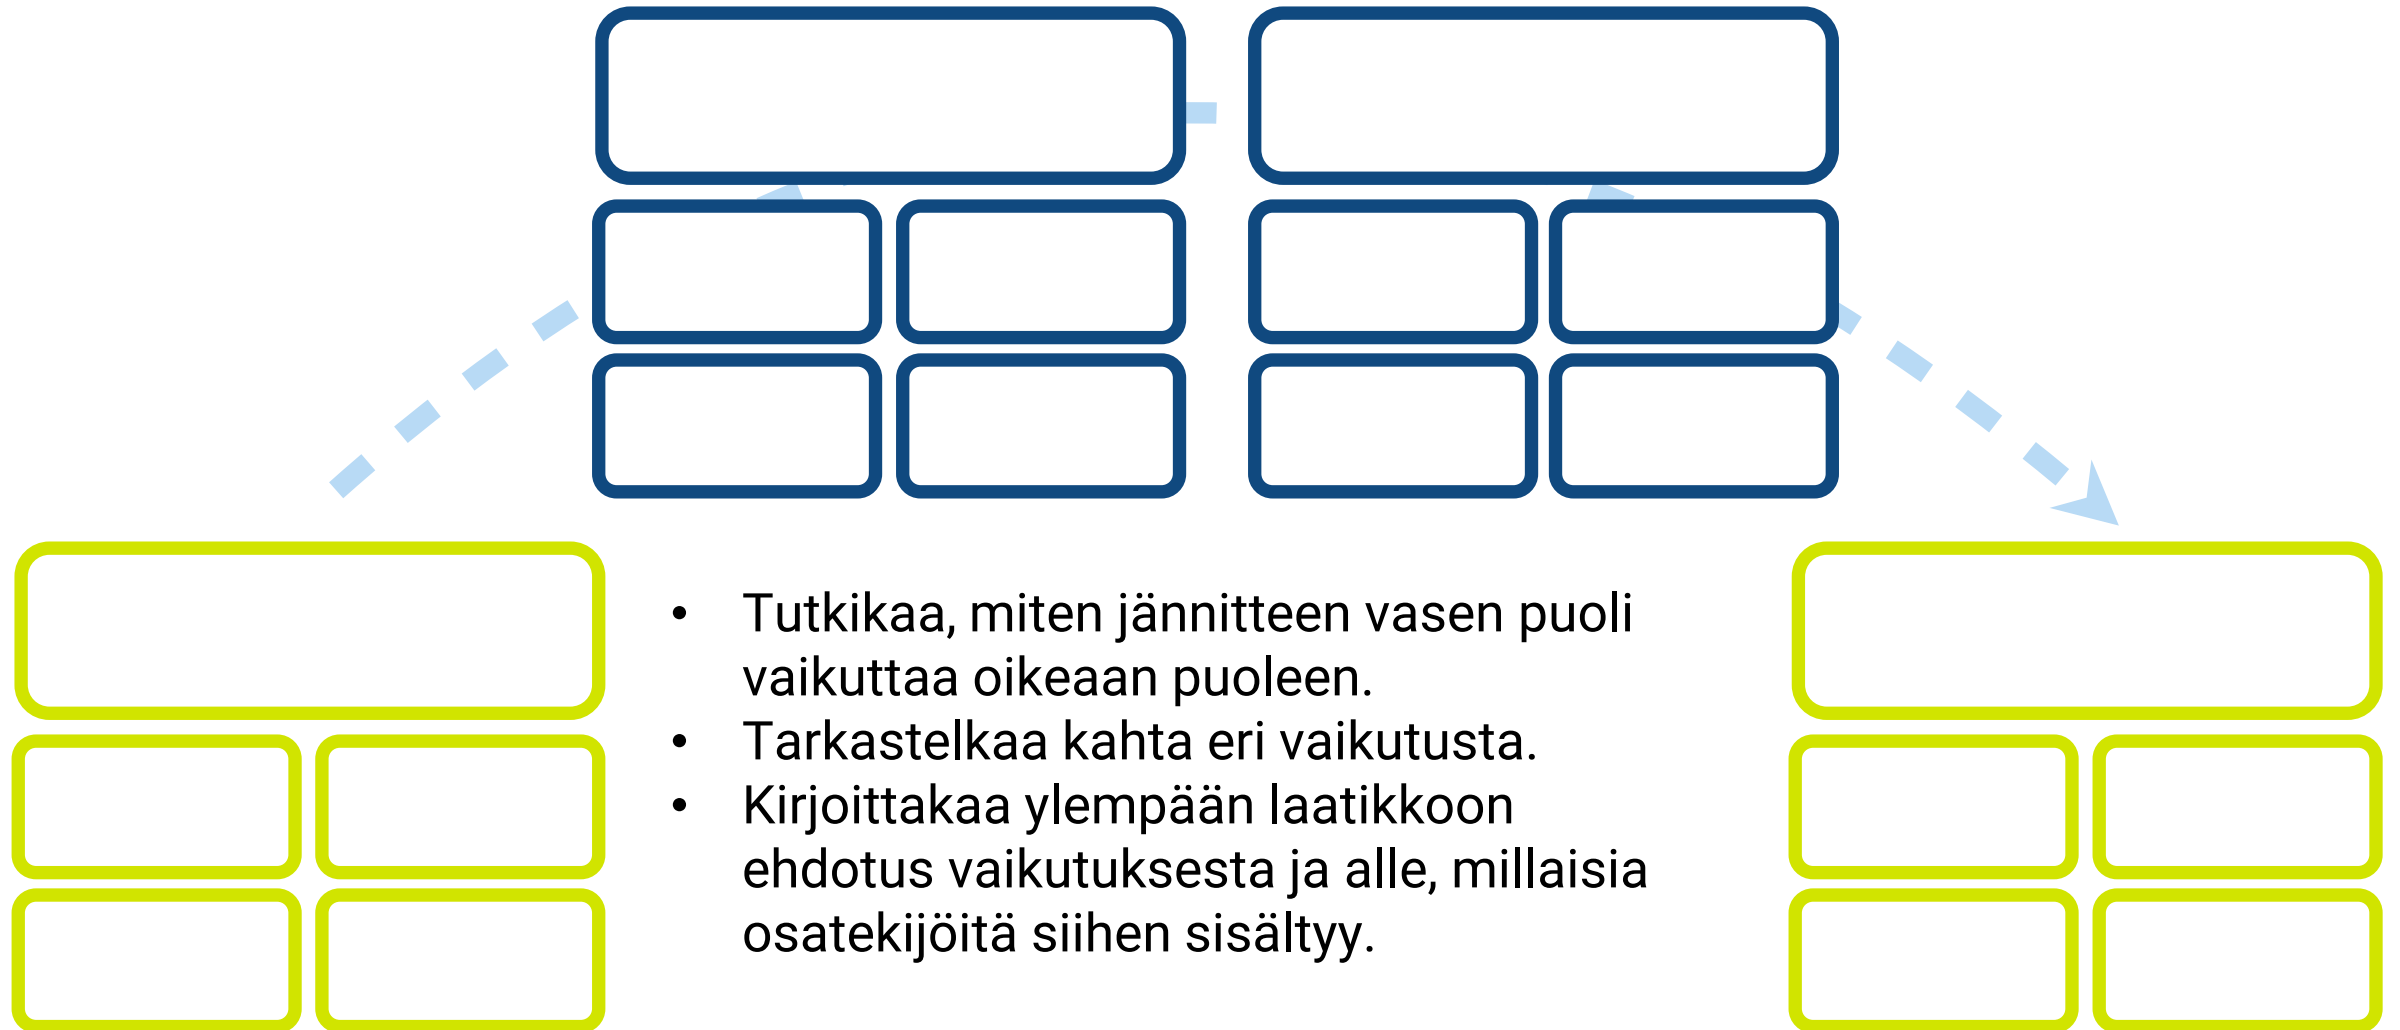 • Tutkikaa, miten jännitteen vasen puoli
vaikuttaa oikeaan puoleen.
• Tarkastelkaa kahta eri vaikutusta.
• Kirjoittakaa ylempään laatikkoon
ehdotus vaikutuksesta ja alle, millaisia
osatekijöitä siihen sisältyy.